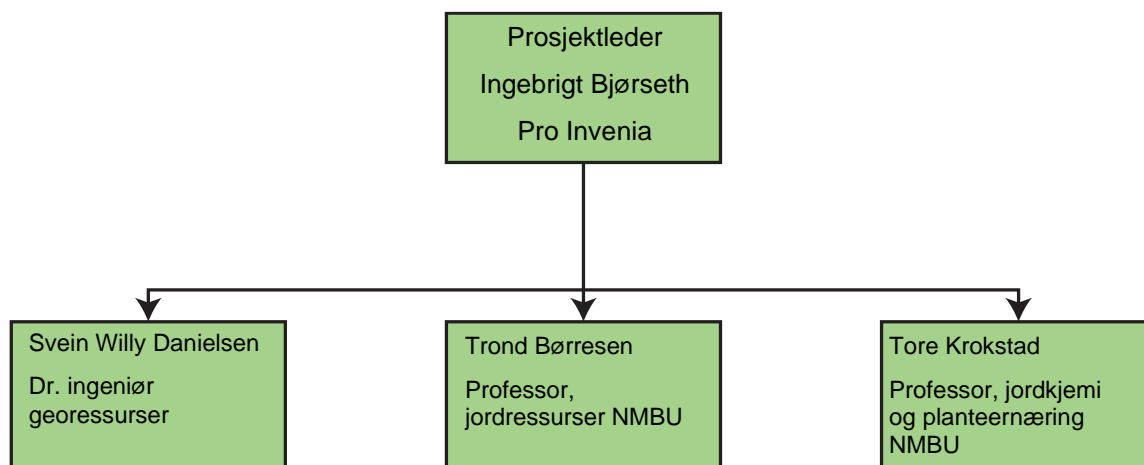 Prosjektleder
Ingebrigt Bjørseth
Pro Invenia
Svein Willy Danielsen
Dr. ingeniør
georessurser
Trond Børresen
Professor,
jordressurser NMBU
Tore Krokstad
Professor, jordkjemi
og planteernæring
NMBU